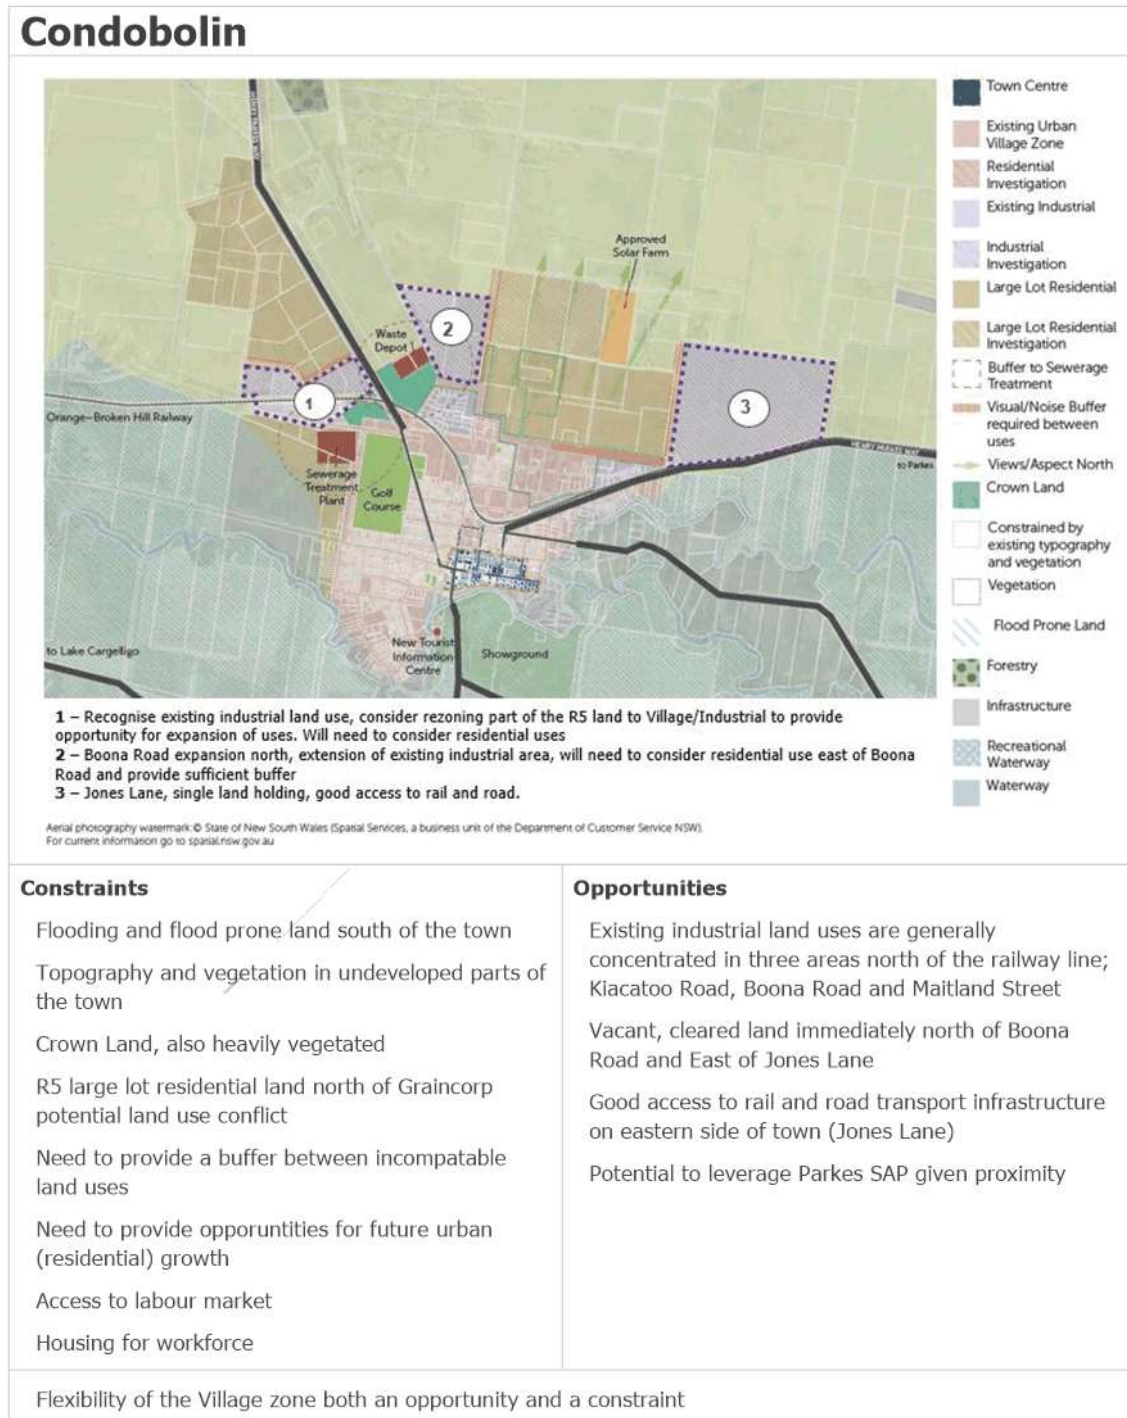 Condobolin
Town Centre
Existing Urban
Village Zone
Residential
Investigation
Existing Industrial
Industrial
Investigation
Large Lot Residential
Large Lot Residential
Investigation
Buffer to Sewerage
Treatment
Visual/Noise Buffer
required between
uses
Views/Aspect North
Crown Land
Constrained by
existing typography
and vegetation
Vegetation
Flood Prone Land
Forestry
Infrastructure
Recreational
Waterway
Waterway
Approved
Solar Farm
Waste
Depot
2
1
3
Orange–Broken Hill Railway
HENRY PARKES WAY
to Parkes
Sewerage
Treatment
Plant
Golf
Course
New Tourist
Information
Centre
Showground
to Lake Cargelligo
1 – Recognise existing industrial land use, consider rezoning part of the R5 land to Village/Industrial to provide
opportunity for expansion of uses. Will need to consider residential uses
2 – Boona Road expansion north, extension of existing industrial area, will need to consider residential use east of Boona
Road and provide sufficient buffer
3 – Jones Lane, single land holding, good access to rail and road.
Aerial photography watermark:© State of New South Wales (Spatial Services, a business unit of the Department of Customer Service NSW).
For current information go to spatial.nsw.gov.au
Constraints
Flooding and flood prone land south of the town
Topography and vegetation in undeveloped parts of
the town
Crown Land, also heavily vegetated
R5 large lot residential land north of Graincorp
potential land use conflict
Need to provide a buffer between incompatable
land uses
Need to provide opporuntities for future urban
(residential) growth
Access to labour market
Housing for workforce
Opportunities
Existing industrial land uses are generally
concentrated in three areas north of the railway line;
Kiacatoo Road, Boona Road and Maitland Street
Vacant, cleared land immediately north of Boona
Road and East of Jones Lane
Good access to rail and road transport infrastructure
on eastern side of town (Jones Lane)
Potential to leverage Parkes SAP given proximity
Flexibility of the Village zone both an opportunity and a constraint